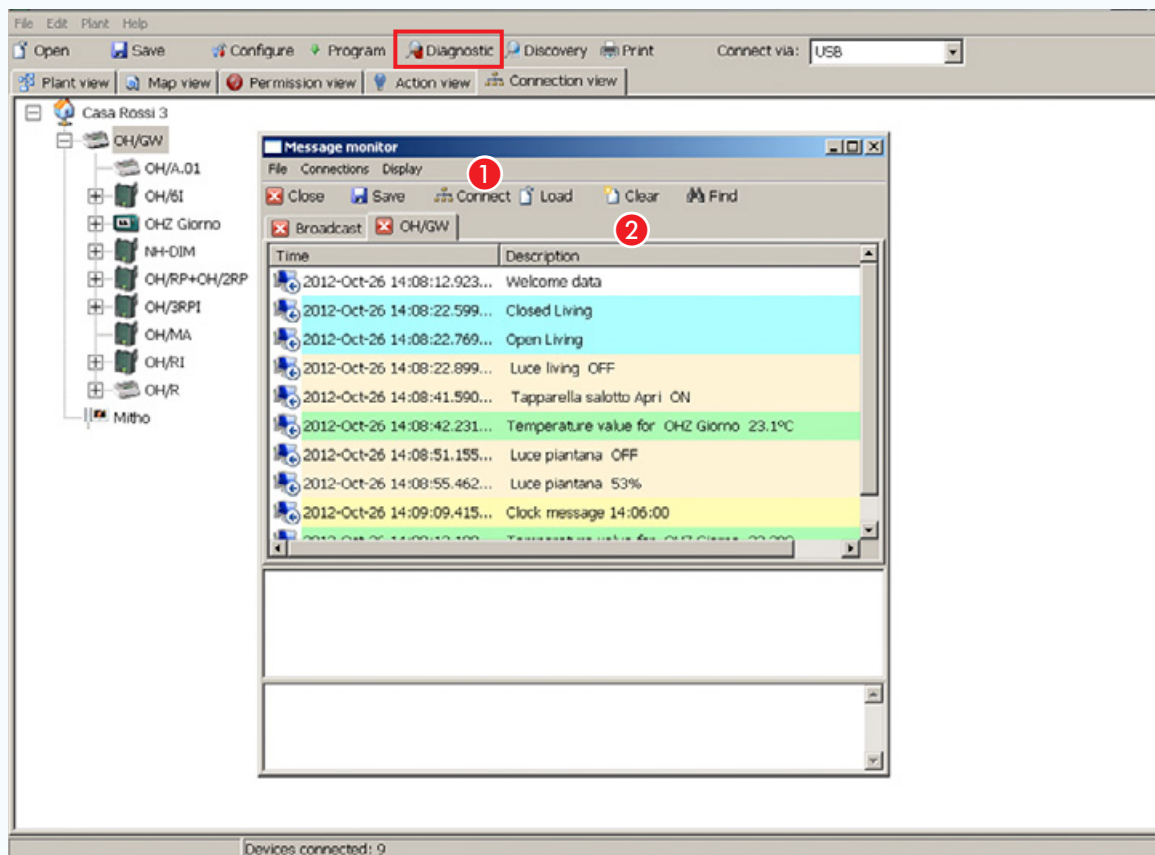 File Edit Plant Help
Open Save Configure Program Diagnostic Discovery Print Connect via: USB
Plant view Map view Permission view Action view Connection view
Casa Rossi 3
OH/GW
OH/A.01
OH/6I
OHZ Giorno
NH-DIM
OH/RP+OH/2RP
OH/3RPI
OH/MA
OH/RI
OH/R
Mitho
Message monitor
File Connections Display
1
Close Save Connect Load Clear Find
Broadcast OH/GW
2
Time Description
2012-Oct-26 14:08:12.923... Welcome data
2012-Oct-26 14:08:22.599... Closed Living
2012-Oct-26 14:08:22.769... Open Living
2012-Oct-26 14:08:22.899... Luce living OFF
2012-Oct-26 14:08:41.590... Tapparella salotto Apri ON
2012-Oct-26 14:08:42.231... Temperature value for OHZ Giorno 23.1°C
2012-Oct-26 14:08:51.155... Luce piantana OFF
2012-Oct-26 14:08:55.462... Luce piantana 53%
2012-Oct-26 14:09:09.415... Clock message 14:06:00
Temperature value for OHZ Giorno
Devices connected: 9